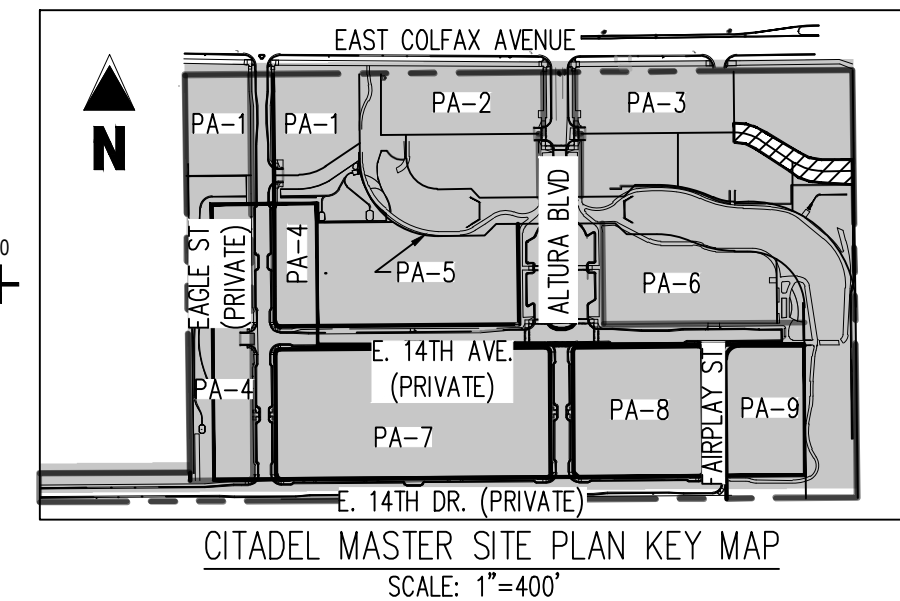 EAST COLFAX AVENUE
N
PA-1
PA-1
PA-2
PA-3
0
EAGLE ST
(PRIVATE)
PA-4
PA-5
ALTURA BLVD
PA-6
E. 14TH AVE.
(PRIVATE)
PA-4
PA-7
PA-8
FAIRPLAY ST
PA-9
E. 14TH DR. (PRIVATE)
CITADEL MASTER SITE PLAN KEY MAP
SCALE: 1"=400'